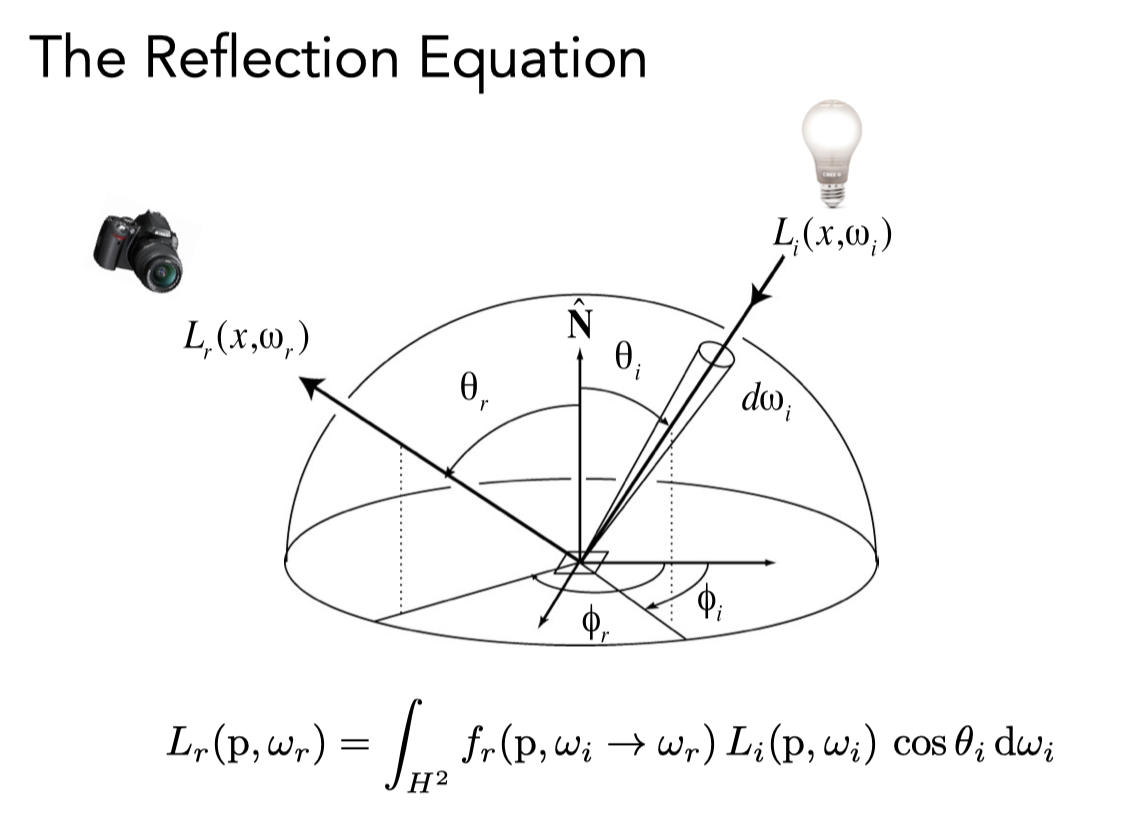 The Reflection Equation
L_i(x,ω_i)
L_r(x,ω_r)
N̂
θ_i
θ_r
dω_i
ϕ_i
ϕ_r
L_r(p, ω_r) = ∫_{H²} f_r(p, ω_i → ω_r) L_i(p, ω_i) cos θ_i dω_i